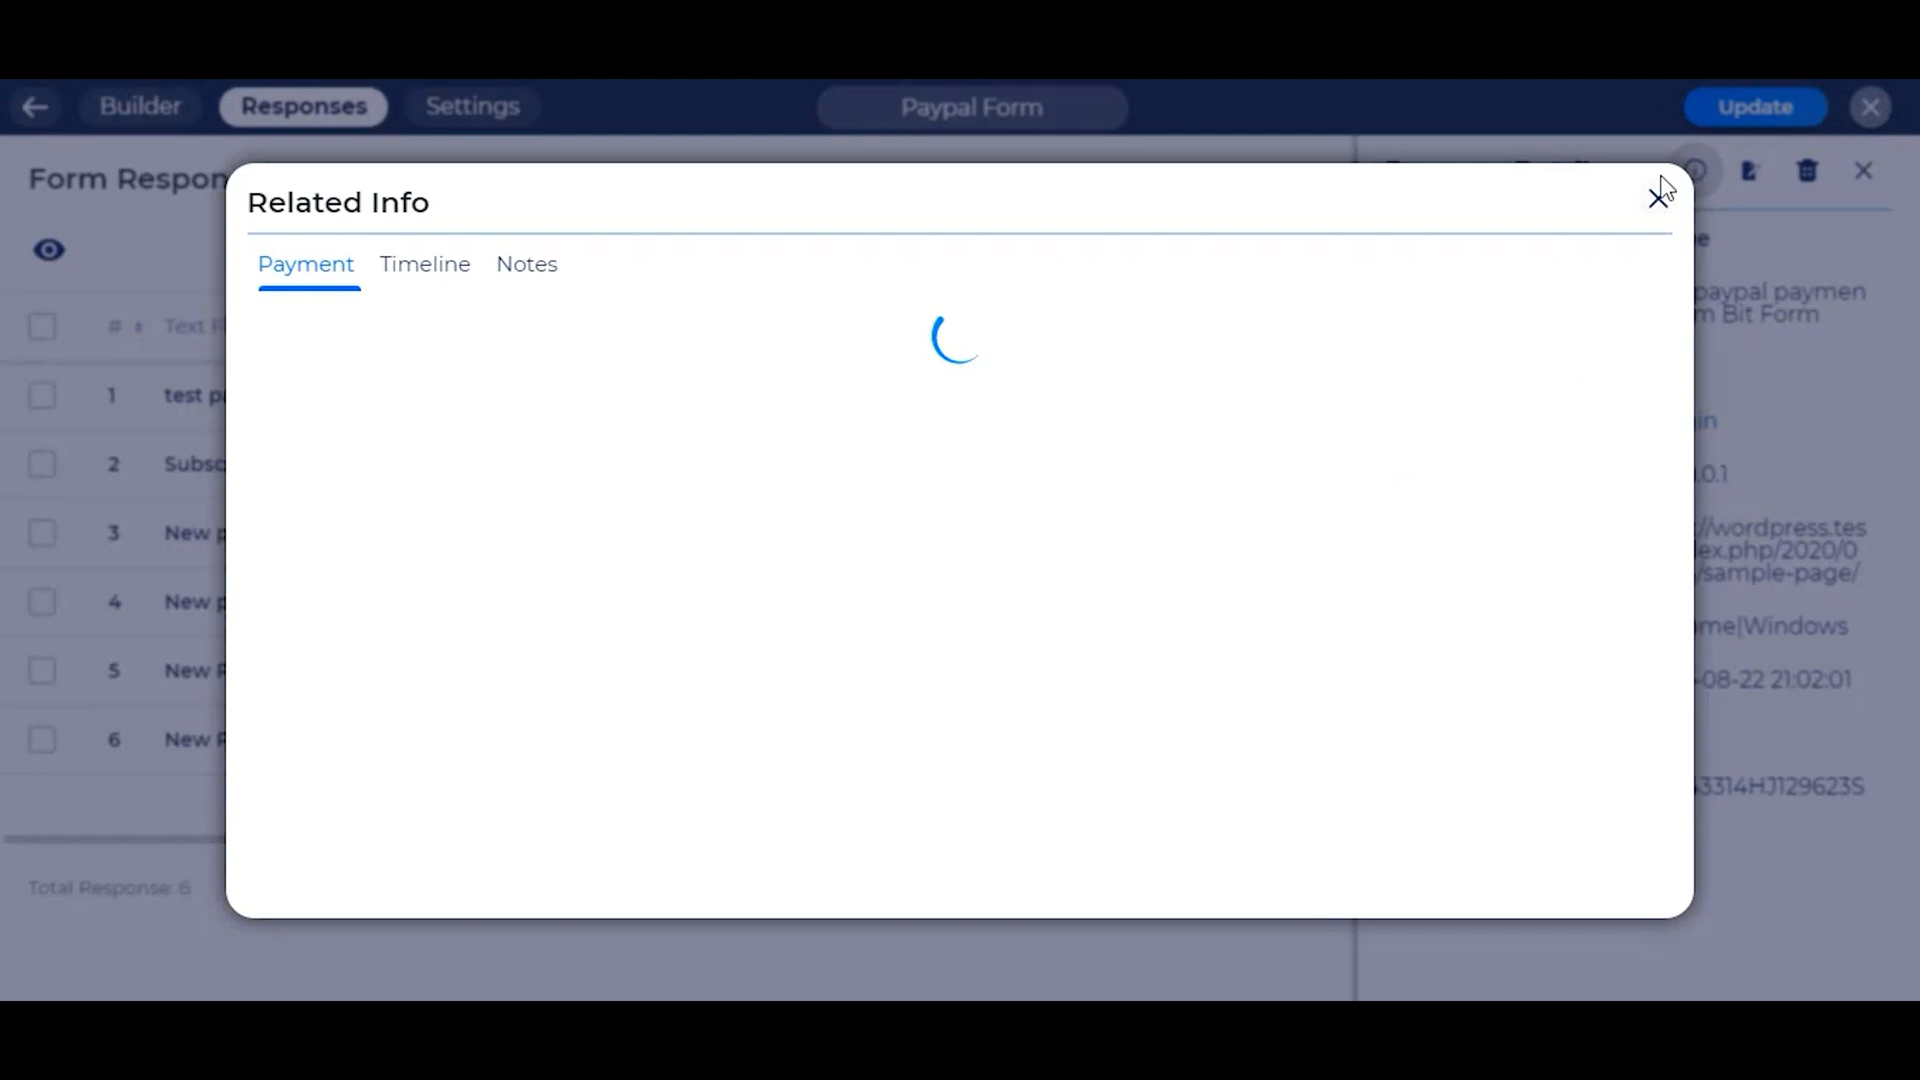 Builder Responses Settings Paypal Form Update
Form Respon
Related Info
Payment Timeline Notes
# Text F
1 test p
2 Subsc
3 New p
4 New p
5 New R
6 New R
Total Response: 6
e
paypal paymen
m Bit Form
in
.0.1
://wordpress.tes
ex.php/2020/0
/sample-page/
me|Windows
-08-22 21:02:01
3314HJ129623S